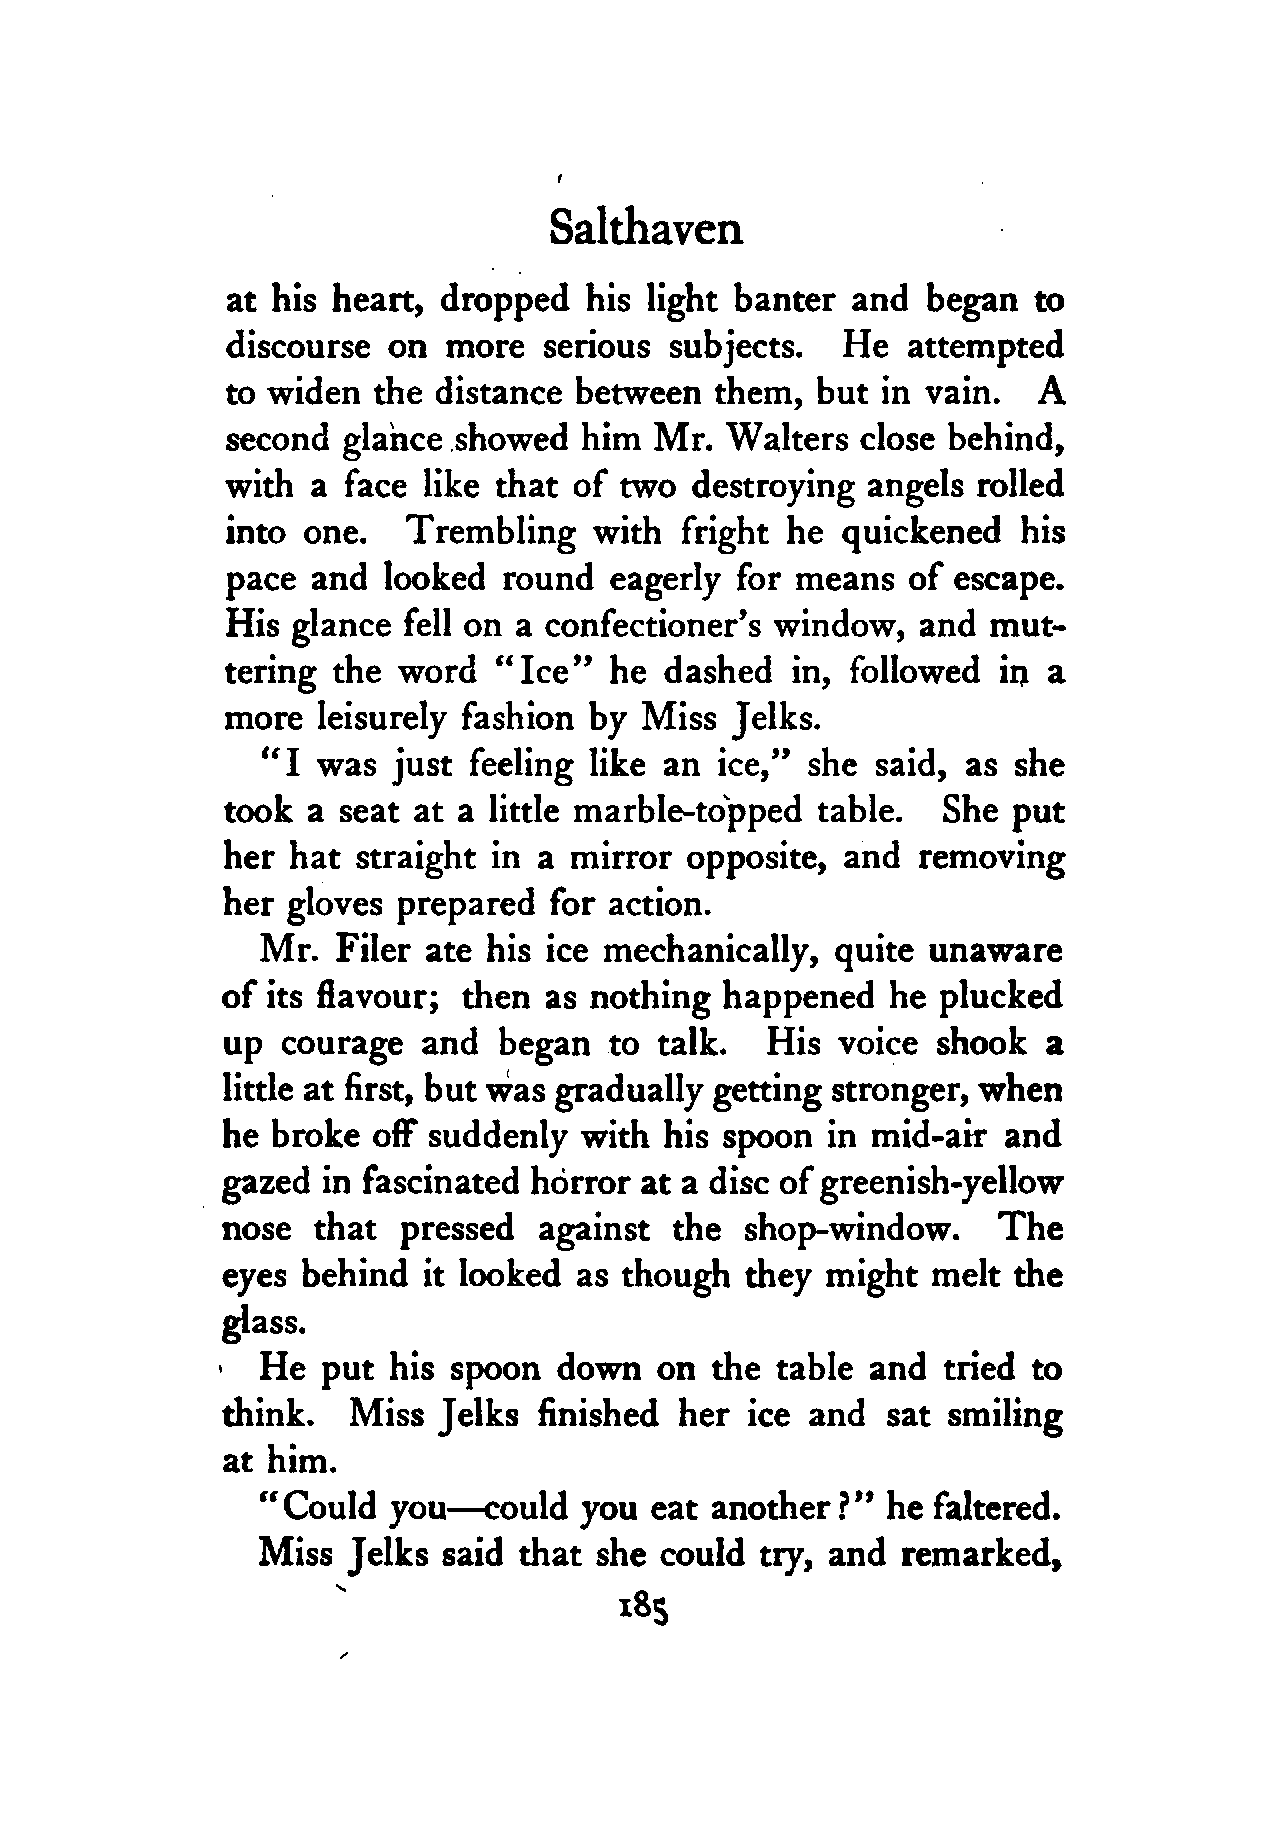 Salthaven
at his heart, dropped his light banter and began to
discourse on more serious subjects. He attempted
to widen the distance between them, but in vain. A
second glance showed him Mr. Walters close behind,
with a face like that of two destroying angels rolled
into one. Trembling with fright he quickened his
pace and looked round eagerly for means of escape.
His glance fell on a confectioner's window, and mut-
tering the word "Ice" he dashed in, followed in a
more leisurely fashion by Miss Jelks.
"I was just feeling like an ice," she said, as she
took a seat at a little marble-topped table. She put
her hat straight in a mirror opposite, and removing
her gloves prepared for action.
Mr. Filer ate his ice mechanically, quite unaware
of its flavour; then as nothing happened he plucked
up courage and began to talk. His voice shook a
little at first, but was gradually getting stronger, when
he broke off suddenly with his spoon in mid-air and
gazed in fascinated horror at a disc of greenish-yellow
nose that pressed against the shop-window. The
eyes behind it looked as though they might melt the
glass.
He put his spoon down on the table and tried to
think. Miss Jelks finished her ice and sat smiling
at him.
"Could you—could you eat another?" he faltered.
Miss Jelks said that she could try, and remarked,
185